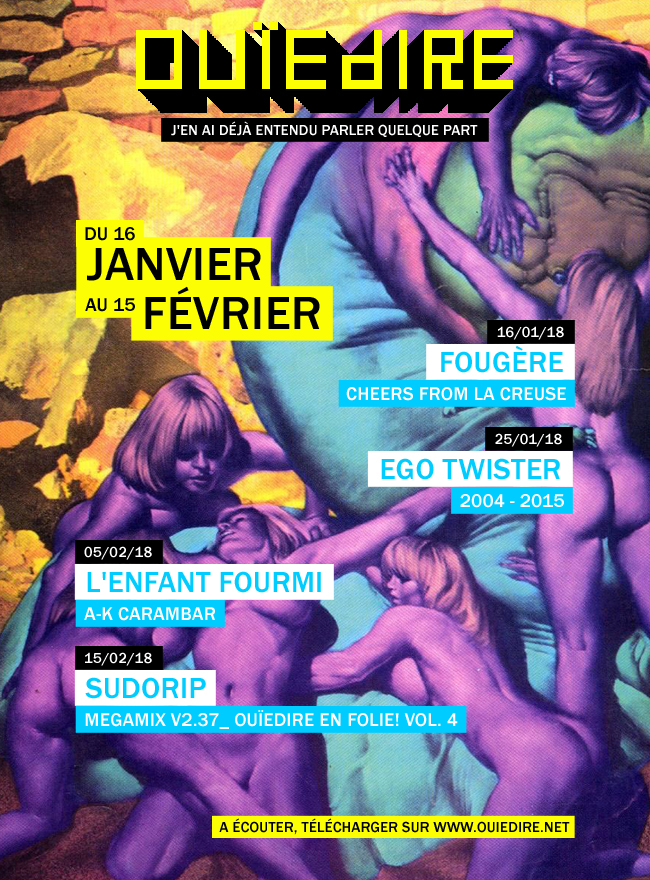 OUÏEDIRE
J'EN AI DÉJÀ ENTENDU PARLER QUELQUE PART
DU 16
JANVIER
AU 15 FÉVRIER
16/01/18
FOUGÈRE
CHEERS FROM LA CREUSE
25/01/18
EGO TWISTER
2004 - 2015
05/02/18
L'ENFANT FOURMI
A-K CARAMBAR
15/02/18
SUDORIP
MEGAMIX V2.37_ OUÏEDIRE EN FOLIE! VOL. 4
A ÉCOUTER, TÉLÉCHARGER SUR WWW.OUIEDIRE.NET